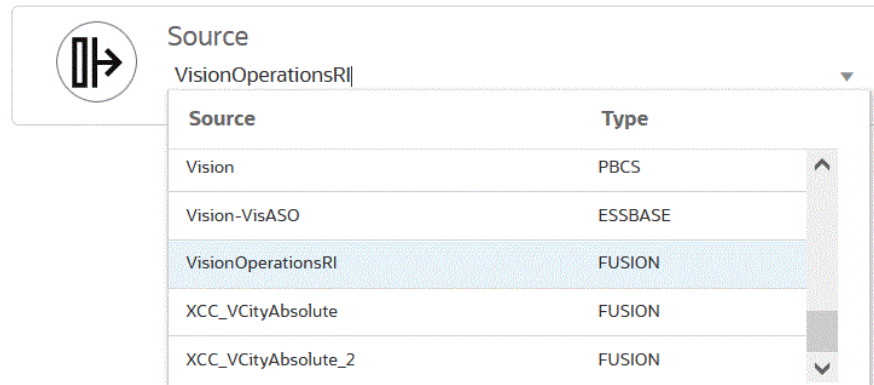 Source
VisionOperationsRI
Source Type
Vision PBCS
Vision-VisASO ESSBASE
VisionOperationsRI FUSION
XCC_VCityAbsolute FUSION
XCC_VCityAbsolute_2 FUSION